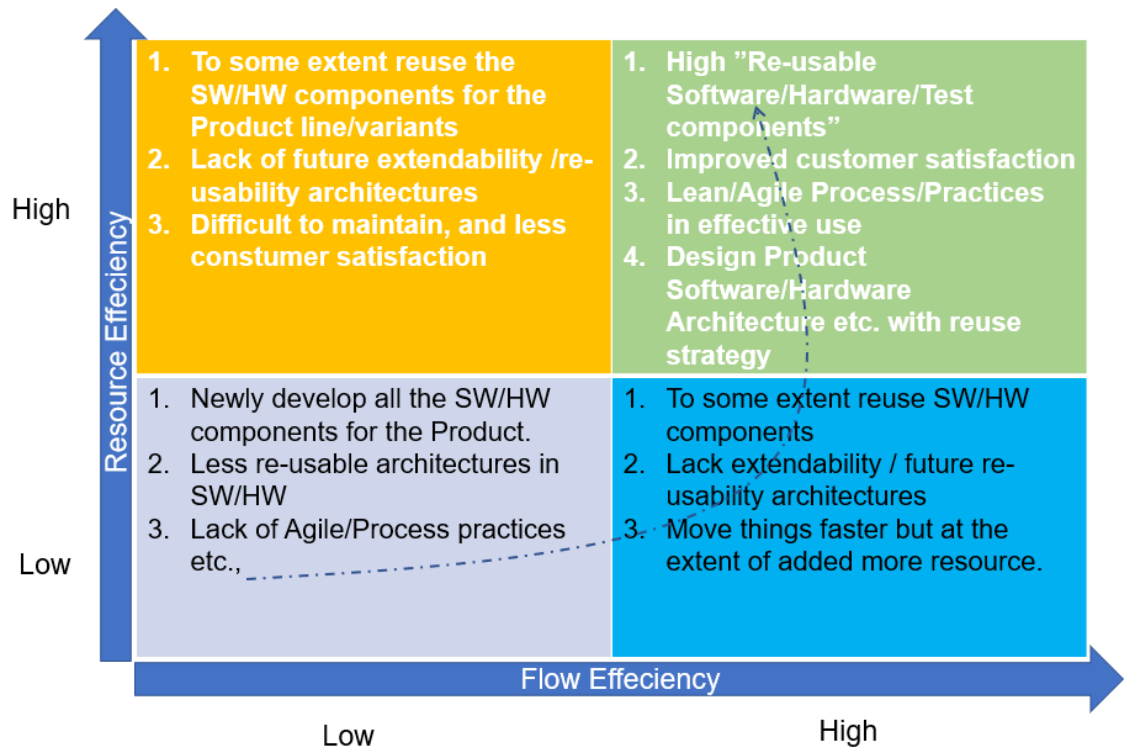 1. To some extent reuse the
SW/HW components for the
Product line/variants
2. Lack of future extendability /re-
usability architectures
3. Difficult to maintain, and less
constumer satisfaction
1. High ”Re-usable
Software/Hardware/Test
components”
2. Improved customer satisfaction
3. Lean/Agile Process/Practices
in effective use
4. Design Product
Software/Hardware
Architecture etc. with reuse
strategy
High
Resource Effeciency
Low
1. Newly develop all the SW/HW
components for the Product.
2. Less re-usable architectures in
SW/HW
3. Lack of Agile/Process practices
etc.,
1. To some extent reuse SW/HW
components
2. Lack extendability / future re-
usability architectures
3. Move things faster but at the
extent of added more resource.
Flow Effeciency
Low
High